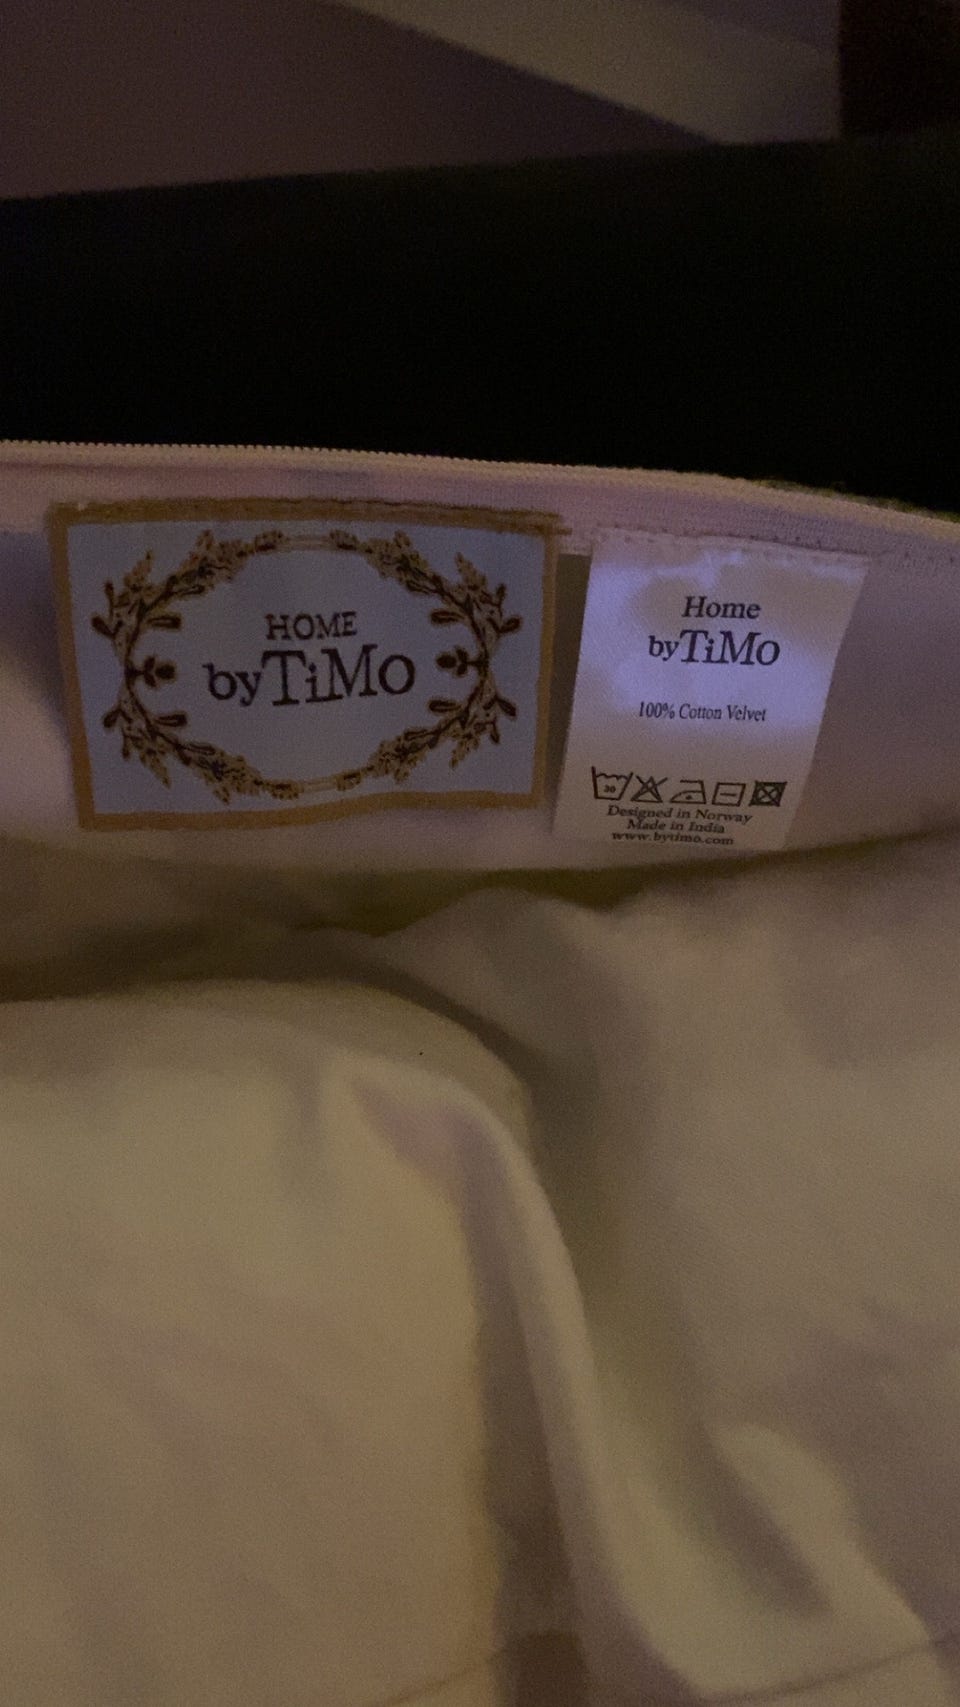 HOME
byTiMo
Home
byTiMo
100% Cotton Velvet
30
Designed in Norway
Made in India
www.bytimo.com